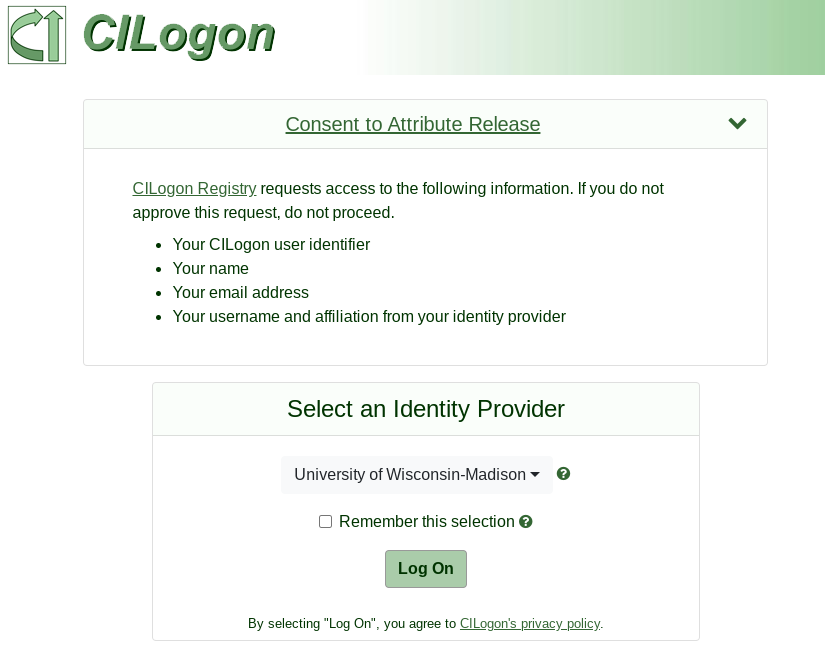 CILogon
Consent to Attribute Release
CILogon Registry requests access to the following information. If you do not
approve this request, do not proceed.
• Your CILogon user identifier
• Your name
• Your email address
• Your username and affiliation from your identity provider
Select an Identity Provider
University of Wisconsin-Madison
Remember this selection
Log On
By selecting "Log On", you agree to CILogon's privacy policy.